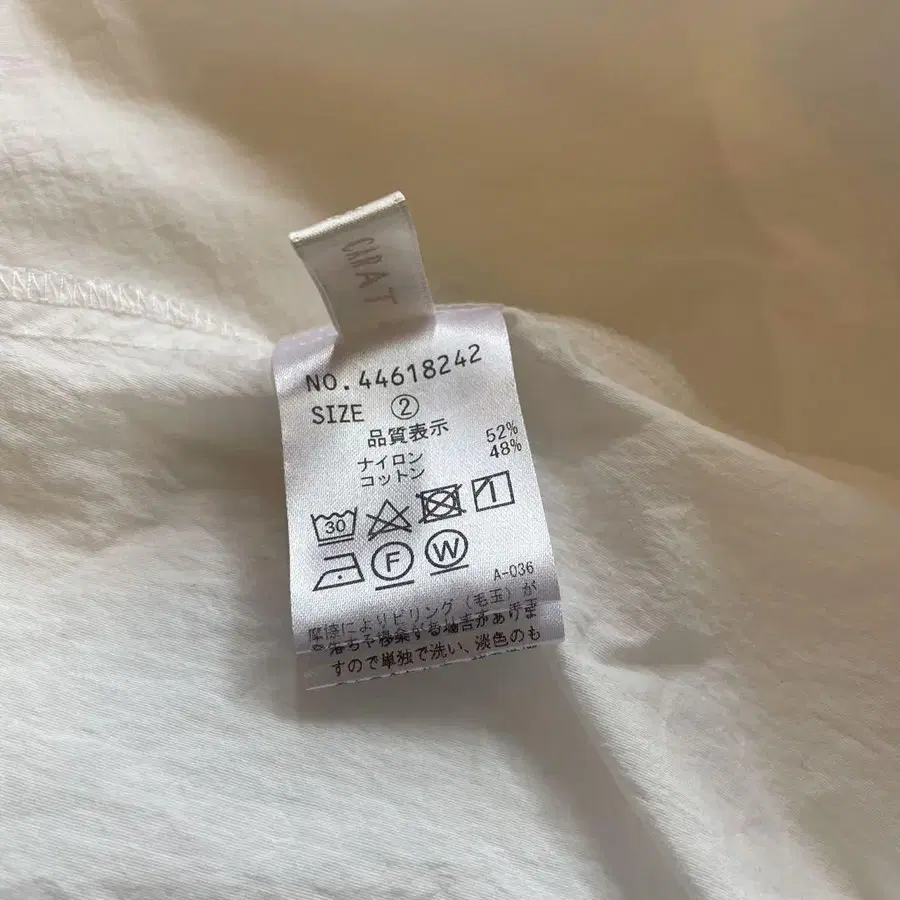 CARAT
NO.44618242
SIZE ②
品質表示
ナイロン 52%
コットン 48%
30
F W
A-036
摩擦によりピリング(毛玉)が
すので単独で洗い、淡色のも